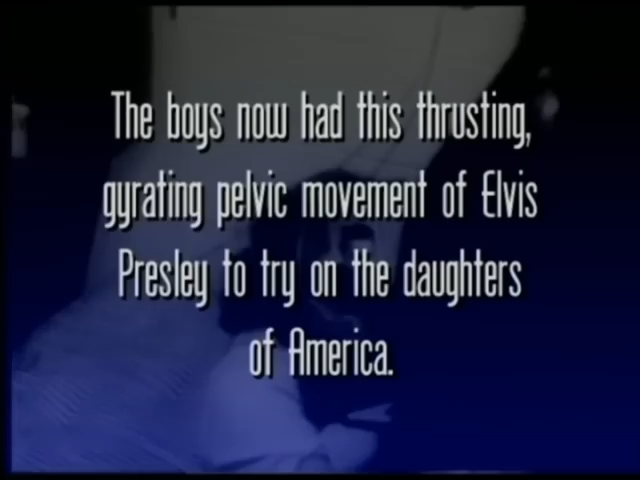 The boys now had this thrusting,
gyrating pelvic movement of Elvis
Presley to try on the daughters
of America.